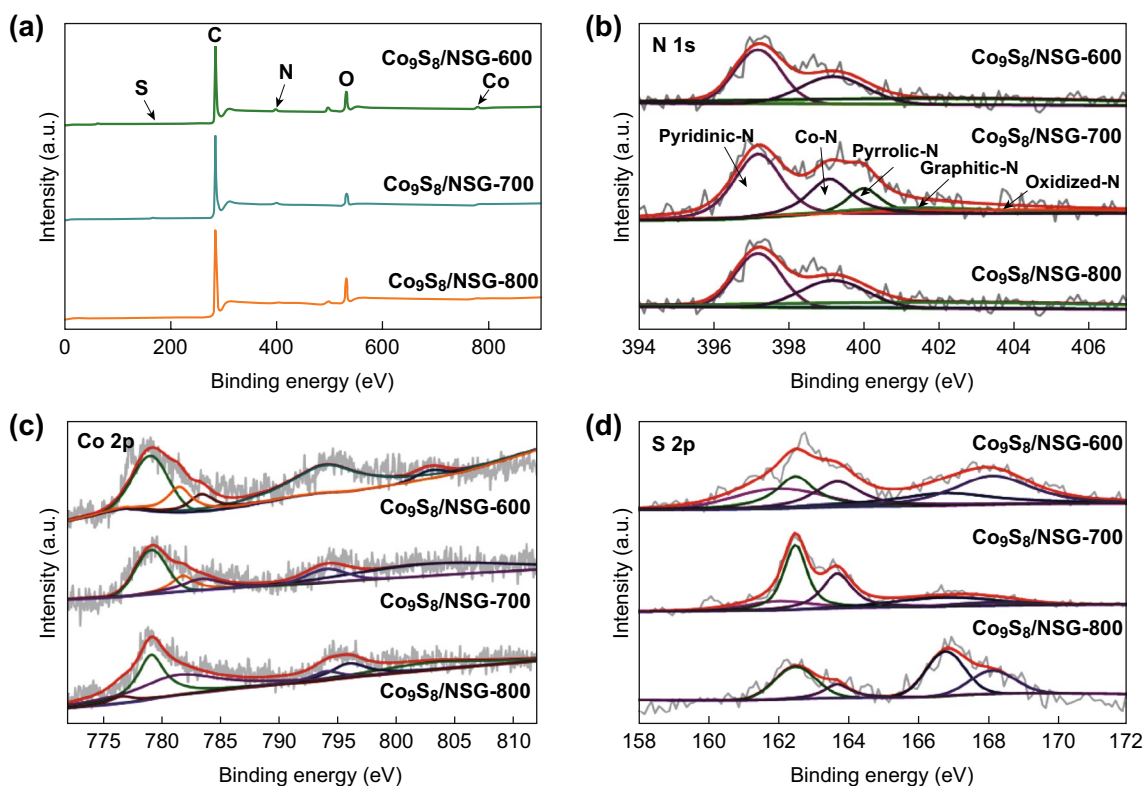 (a)
C
Co₉S₈/NSG-600
S
N
O
Co
Co₉S₈/NSG-700
Co₉S₈/NSG-800
Intensity (a.u.)
0 200 400 600 800
Binding energy (eV)
(b)
N 1s
Co₉S₈/NSG-600
Co₉S₈/NSG-700
Pyridinic-N
Co-N
Pyrrolic-N
Graphitic-N
Oxidized-N
Co₉S₈/NSG-800
Intensity (a.u.)
394 396 398 400 402 404 406
Binding energy (eV)
(c)
Co 2p
Co₉S₈/NSG-600
Co₉S₈/NSG-700
Co₉S₈/NSG-800
Intensity (a.u.)
775 780 785 790 795 800 805 810
Binding energy (eV)
(d)
S 2p
Co₉S₈/NSG-600
Co₉S₈/NSG-700
Co₉S₈/NSG-800
Intensity (a.u.)
158 160 162 164 166 168 170 172
Binding energy (eV)